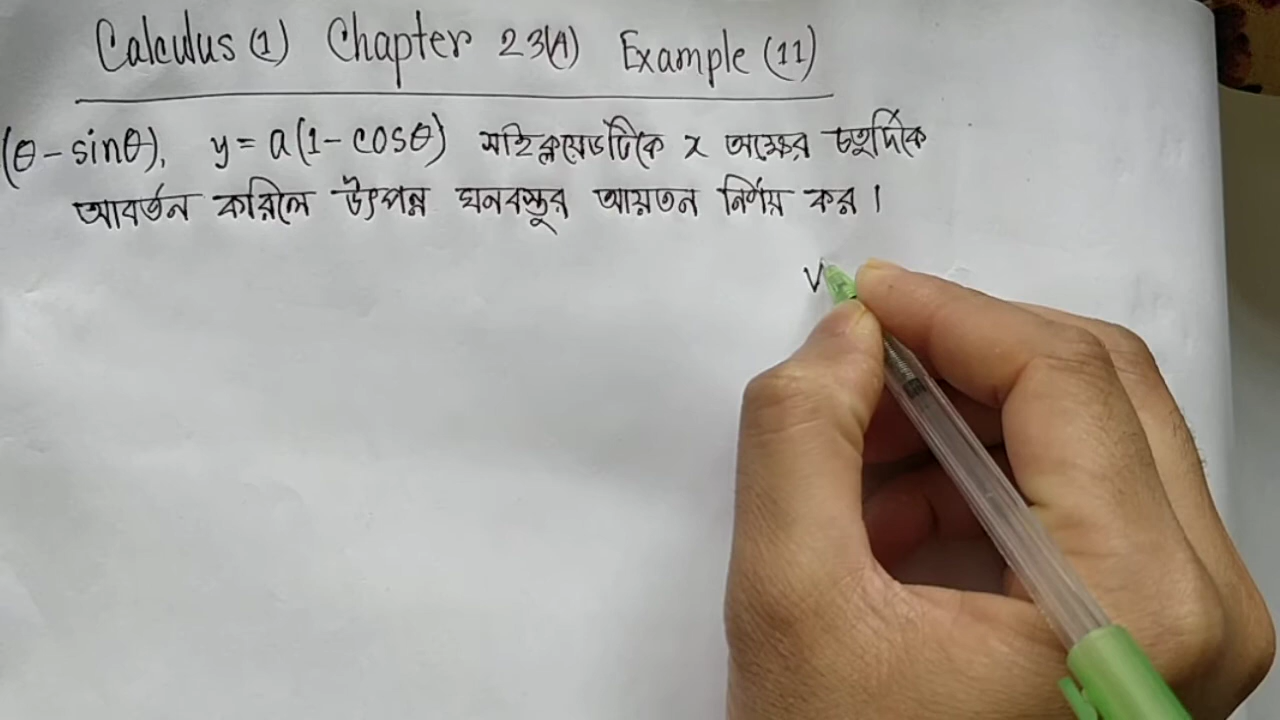 Calculus (1) Chapter 23(A) Example (11)
(θ - sinθ), y = a(1 - cosθ) সাইক্লয়েডটিকে x অক্ষের চতুর্দিকে
আবর্তন করিলে উৎপন্ন ঘনবস্তুর আয়তন নির্ণয় কর ।
V